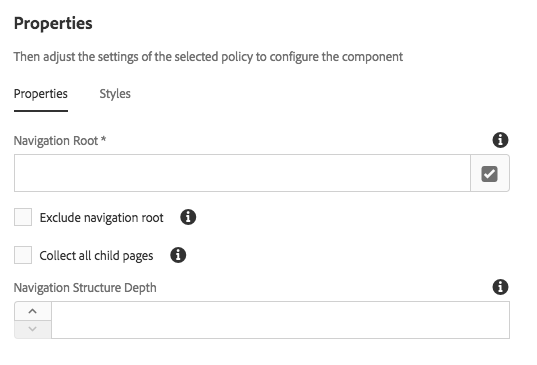 Properties
Then adjust the settings of the selected policy to configure the component
Properties Styles
Navigation Root *
Exclude navigation root
Collect all child pages
Navigation Structure Depth